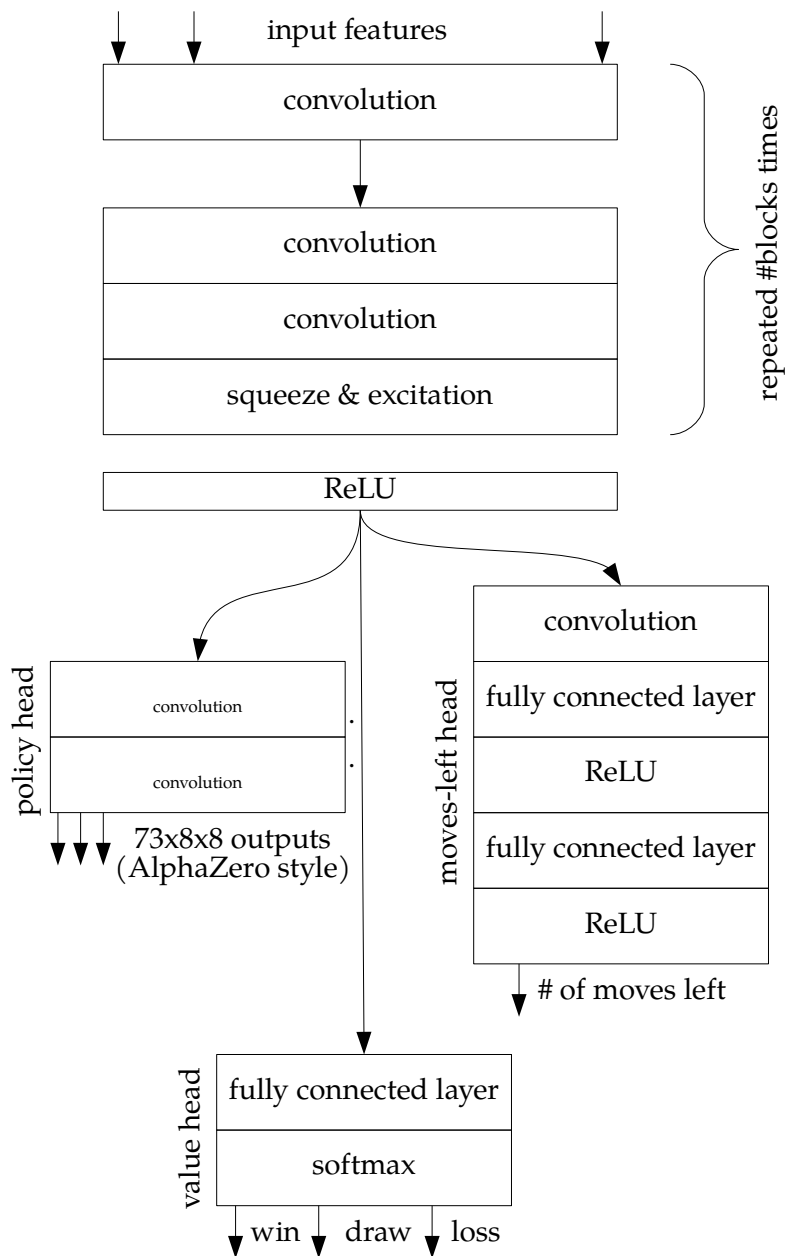 input features
convolution
repeated #blocks times
convolution
convolution
squeeze & excitation
ReLU
policy head
convolution
convolution
73x8x8 outputs
(AlphaZero style)
moves-left head
convolution
fully connected layer
ReLU
fully connected layer
ReLU
# of moves left
value head
fully connected layer
softmax
win draw loss